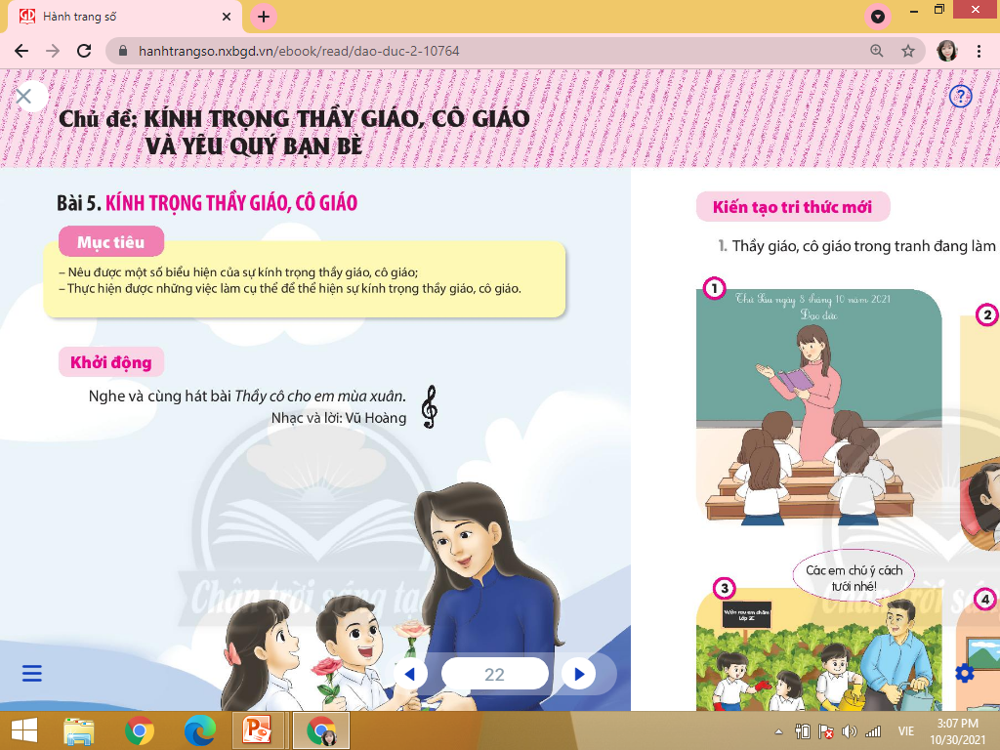 Hành trang số
hanhtrangso.nxbgd.vn/ebook/read/dao-duc-2-10764
Chủ đề: KÍNH TRỌNG THẦY GIÁO, CÔ GIÁO
VÀ YÊU QUÝ BẠN BÈ
Bài 5. KÍNH TRỌNG THẦY GIÁO, CÔ GIÁO
Mục tiêu
– Nêu được một số biểu hiện của sự kính trọng thầy giáo, cô giáo;
– Thực hiện được những việc làm cụ thể để thể hiện sự kính trọng thầy giáo, cô giáo.
Khởi động
Nghe và cùng hát bài Thầy cô cho em mùa xuân.
Nhạc và lời: Vũ Hoàng
Chân trời sáng tạ
22
Kiến tạo tri thức mới
1. Thầy giáo, cô giáo trong tranh đang làm
1
Thứ Sáu ngày 8 tháng 10 năm 2021
Đạo đức
2
Các em chú ý cách
tưới nhé!
3
Vườn rau em chăm
Lớp 2C
4
n trời sá
VIE
3:07 PM
10/30/2021